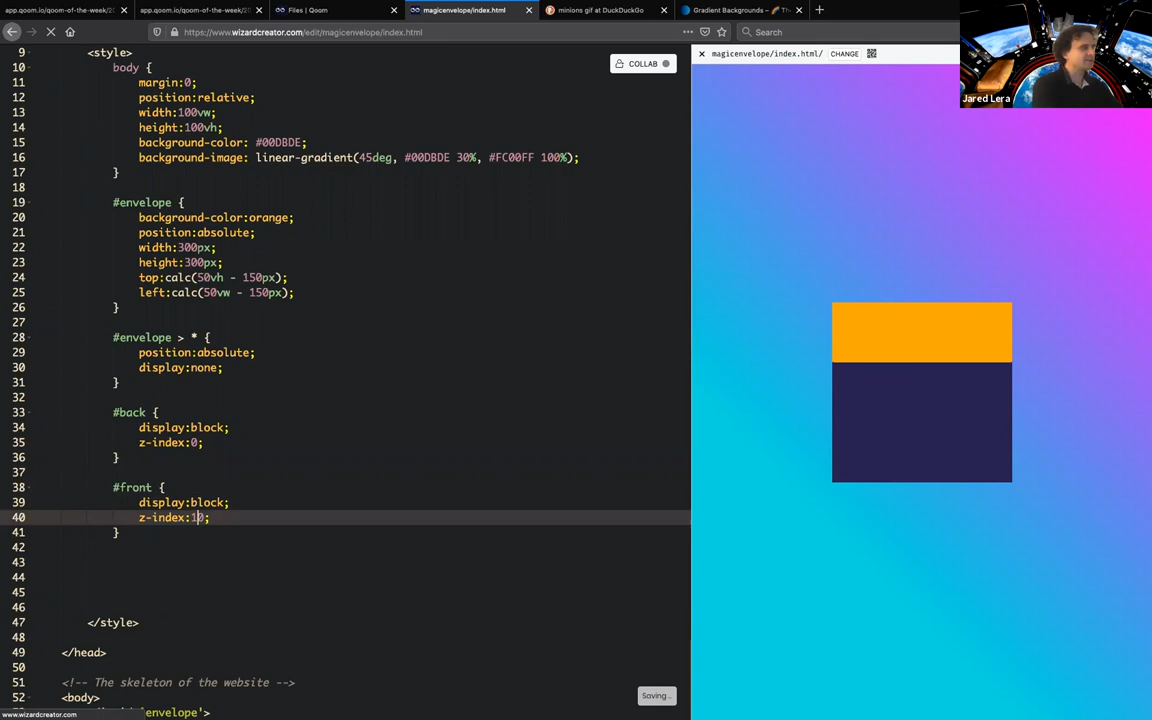 app.qoom.io/qoom-of-the-week/20
app.qoom.io/qoom-of-the-week/2
Files | Qoom
magicenvelope/index.html
minions gif at DuckDuckGo
Gradient Backgrounds –
https://www.wizardcreator.com/edit/magicenvelope/index.html
Search
9 <style>
10 body {
11 margin:0;
12 position:relative;
13 width:100vw;
14 height:100vh;
15 background-color: #00DBDE;
16 background-image: linear-gradient(45deg, #00DBDE 30%, #FC00FF 100%);
17 }
18
19 #envelope {
20 background-color:orange;
21 position:absolute;
22 width:300px;
23 height:300px;
24 top:calc(50vh - 150px);
25 left:calc(50vw - 150px);
26 }
27
28 #envelope > * {
29 position:absolute;
30 display:none;
31 }
32
33 #back {
34 display:block;
35 z-index:0;
36 }
37
38 #front {
39 display:block;
40 z-index:10;
41 }
42
43
44
45
46
47 </style>
48
49 </head>
50
51 <!-- The skeleton of the website -->
52 <body>
COLLAB
magicenvelope/index.html/ CHANGE
Jared Lera
Saving..
www.wizardcreator.com